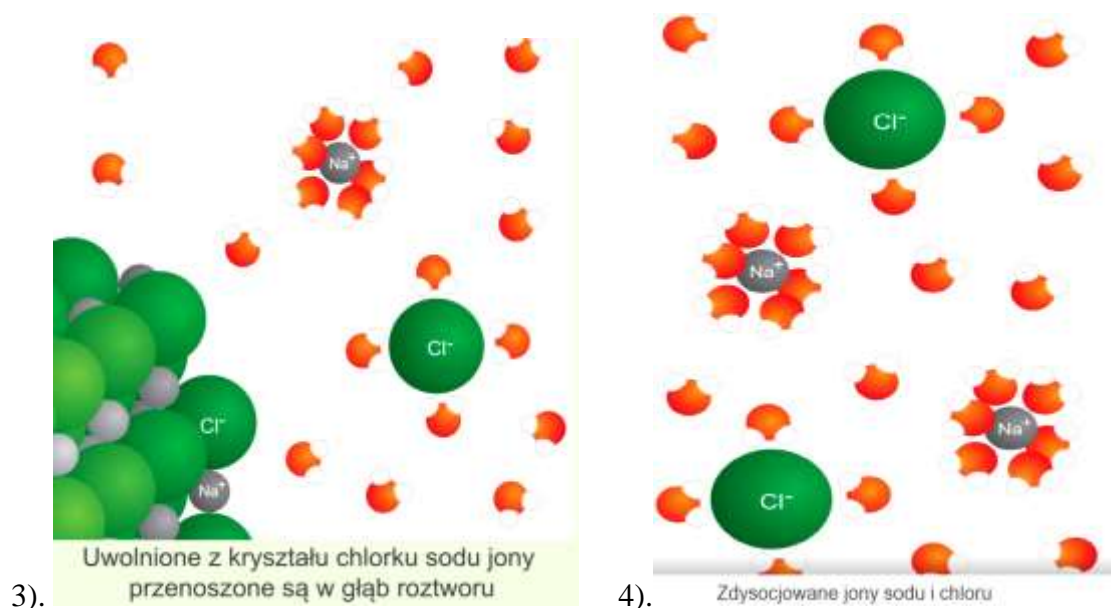 Na⁺
Cl⁻
Cl⁻
Na⁺
Uwolnione z kryształu chlorku sodu jony
przenoszone są w głąb roztworu
3).
Cl⁻
Na⁺
Na⁺
Cl⁻
Zdysocjowane jony sodu i chloru
4).